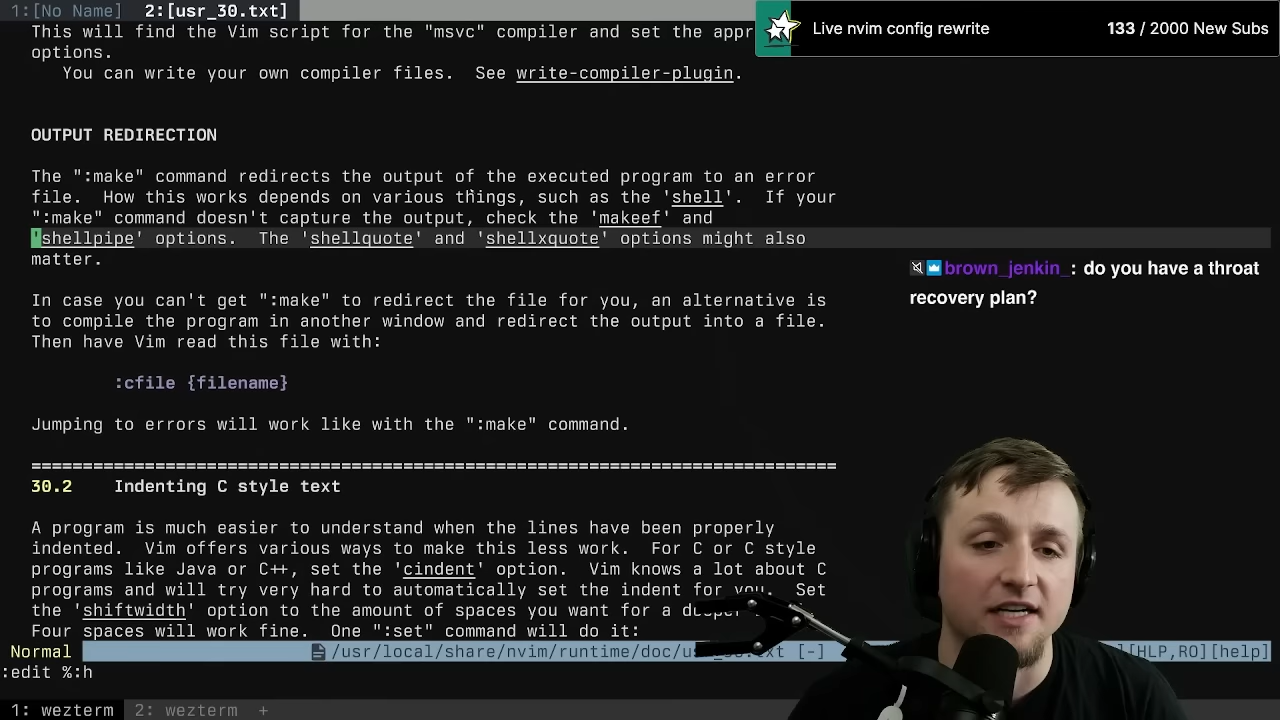 1:[No Name]  2:[usr_30.txt]
Live nvim config rewrite 133 / 2000 New Subs
This will find the Vim script for the "msvc" compiler and set the appr
options.
You can write your own compiler files.  See write-compiler-plugin.
OUTPUT REDIRECTION
The ":make" command redirects the output of the executed program to an error
file.  How this works depends on various things, such as the 'shell'.  If your
":make" command doesn't capture the output, check the 'makeef' and
'shellpipe' options.  The 'shellquote' and 'shellxquote' options might also
matter.
brown_jenkin_: do you have a throat
recovery plan?
In case you can't get ":make" to redirect the file for you, an alternative is
to compile the program in another window and redirect the output into a file.
Then have Vim read this file with:
:cfile {filename}
Jumping to errors will work like with the ":make" command.
==============================================================================
30.2    Indenting C style text
A program is much easier to understand when the lines have been properly
indented.  Vim offers various ways to make this less work.  For C or C style
programs like Java or C++, set the 'cindent' option.  Vim knows a lot about C
programs and will try very hard to automatically set the indent for you.  Set
the 'shiftwidth' option to the amount of spaces you want for a
Four spaces will work fine.  One ":set" command will do it:
Normal /usr/local/share/nvim/runtime/doc/usr_30.txt [-] [HLP,RO][help]
:edit %:h
1: wezterm  2: wezterm  +